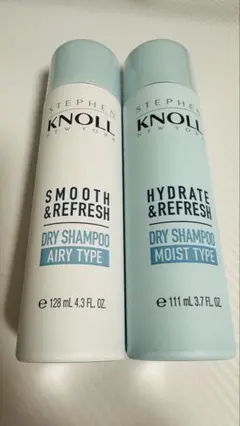 STEPHEN
KNOLL
NEW YORK
SMOOTH
&REFRESH
DRY SHAMPOO
AIRY TYPE
℮ 128 mL 4.3 FL. OZ.
STEPHEN
KNOLL
NEW YORK
HYDRATE
&REFRESH
DRY SHAMPOO
MOIST TYPE
℮ 111 mL 3.7 FL. OZ.